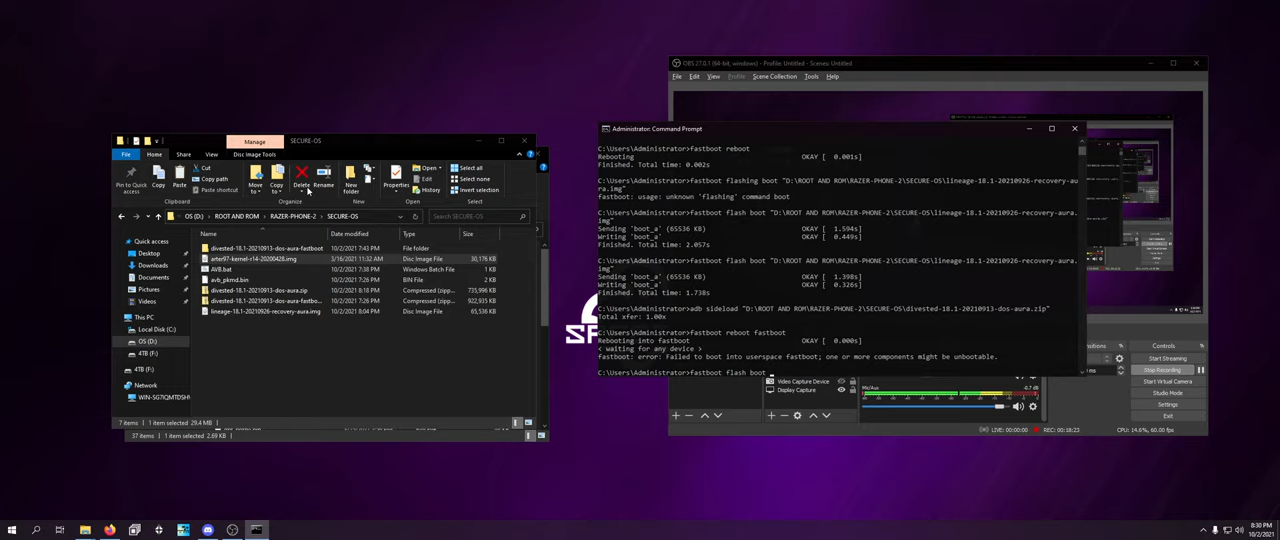 Manage
SECURE-OS
File
Home
Share
View
Disc Image Tools
Pin to Quick access
Copy
Paste
Cut
Copy path
Paste shortcut
Clipboard
Move to
Copy to
Delete
Rename
Organize
New folder
New
Properties
Open
Edit
History
Open
Select all
Select none
Invert selection
Select
OS (D:) > ROOT AND ROM > RAZER-PHONE-2 > SECURE-OS
Search SECURE-OS
Quick access
Desktop
Downloads
Documents
Pictures
Videos
This PC
Local Disk (C:)
OS (D:)
4TB (F:)
4TB (F:)
Network
WIN-SG7IQMTDSH
Name Date modified Type Size
divested-18.1-20210913-dos-aura-fastboot 10/2/2021 7:43 PM File folder
arter97-kernel-r14-20200428.img 3/16/2021 11:32 AM Disc Image File 30,176 KB
AVB.bat 10/2/2021 7:26 PM Windows Batch File 1 KB
avb_pkmd.bin 10/2/2021 7:26 PM BIN File 2 KB
divested-18.1-20210913-dos-aura.zip 10/2/2021 8:18 PM Compressed (zipp... 735,996 KB
divested-18.1-20210913-dos-aura-fastbo... 10/2/2021 7:26 PM Compressed (zipp... 922,935 KB
lineage-18.1-20210926-recovery-aura.img 10/2/2021 8:04 PM Disc Image File 65,536 KB
7 items 1 item selected 29.4 MB
37 items 1 item selected 2.69 KB
OBS 27.0.1 (64-bit, windows) - Profile: Untitled - Scenes: Untitled
File Edit View Profile Scene Collection Tools Help
Administrator: Command Prompt
C:\Users\Administrator>fastboot reboot
Rebooting OKAY [ 0.001s]
Finished. Total time: 0.002s
C:\Users\Administrator>fastboot flashing boot "D:\ROOT AND ROM\RAZER-PHONE-2\SECURE-OS\lineage-18.1-20210926-recovery-au
ra.img"
fastboot: usage: unknown 'flashing' command boot
C:\Users\Administrator>fastboot flash boot "D:\ROOT AND ROM\RAZER-PHONE-2\SECURE-OS\lineage-18.1-20210926-recovery-aura.
img"
Sending 'boot_a' (65536 KB) OKAY [ 1.594s]
Writing 'boot_a' OKAY [ 0.449s]
Finished. Total time: 2.057s
C:\Users\Administrator>fastboot flash boot "D:\ROOT AND ROM\RAZER-PHONE-2\SECURE-OS\lineage-18.1-20210926-recovery-aura.
img"
Sending 'boot_a' (65536 KB) OKAY [ 1.398s]
Writing 'boot_a' OKAY [ 0.326s]
Finished. Total time: 1.738s
C:\Users\Administrator>adb sideload "D:\ROOT AND ROM\RAZER-PHONE-2\SECURE-OS\divested-18.1-20210913-dos-aura.zip"
Total xfer: 1.00x
C:\Users\Administrator>fastboot reboot fastboot
Rebooting into fastboot OKAY [ 0.000s]
< waiting for any device >
fastboot: error: Failed to boot into userspace fastboot; one or more components might be unbootable.
C:\Users\Administrator>fastboot flash boot
Video Capture Device
Display Capture
Mic/Aux
-6.7 dB
Controls
Start Streaming
Stop Recording
Start Virtual Camera
Studio Mode
Settings
Exit
LIVE: 00:00:00 REC: 00:18:23 CPU: 14.6%, 60.00 fps
8:30 PM
10/2/2021